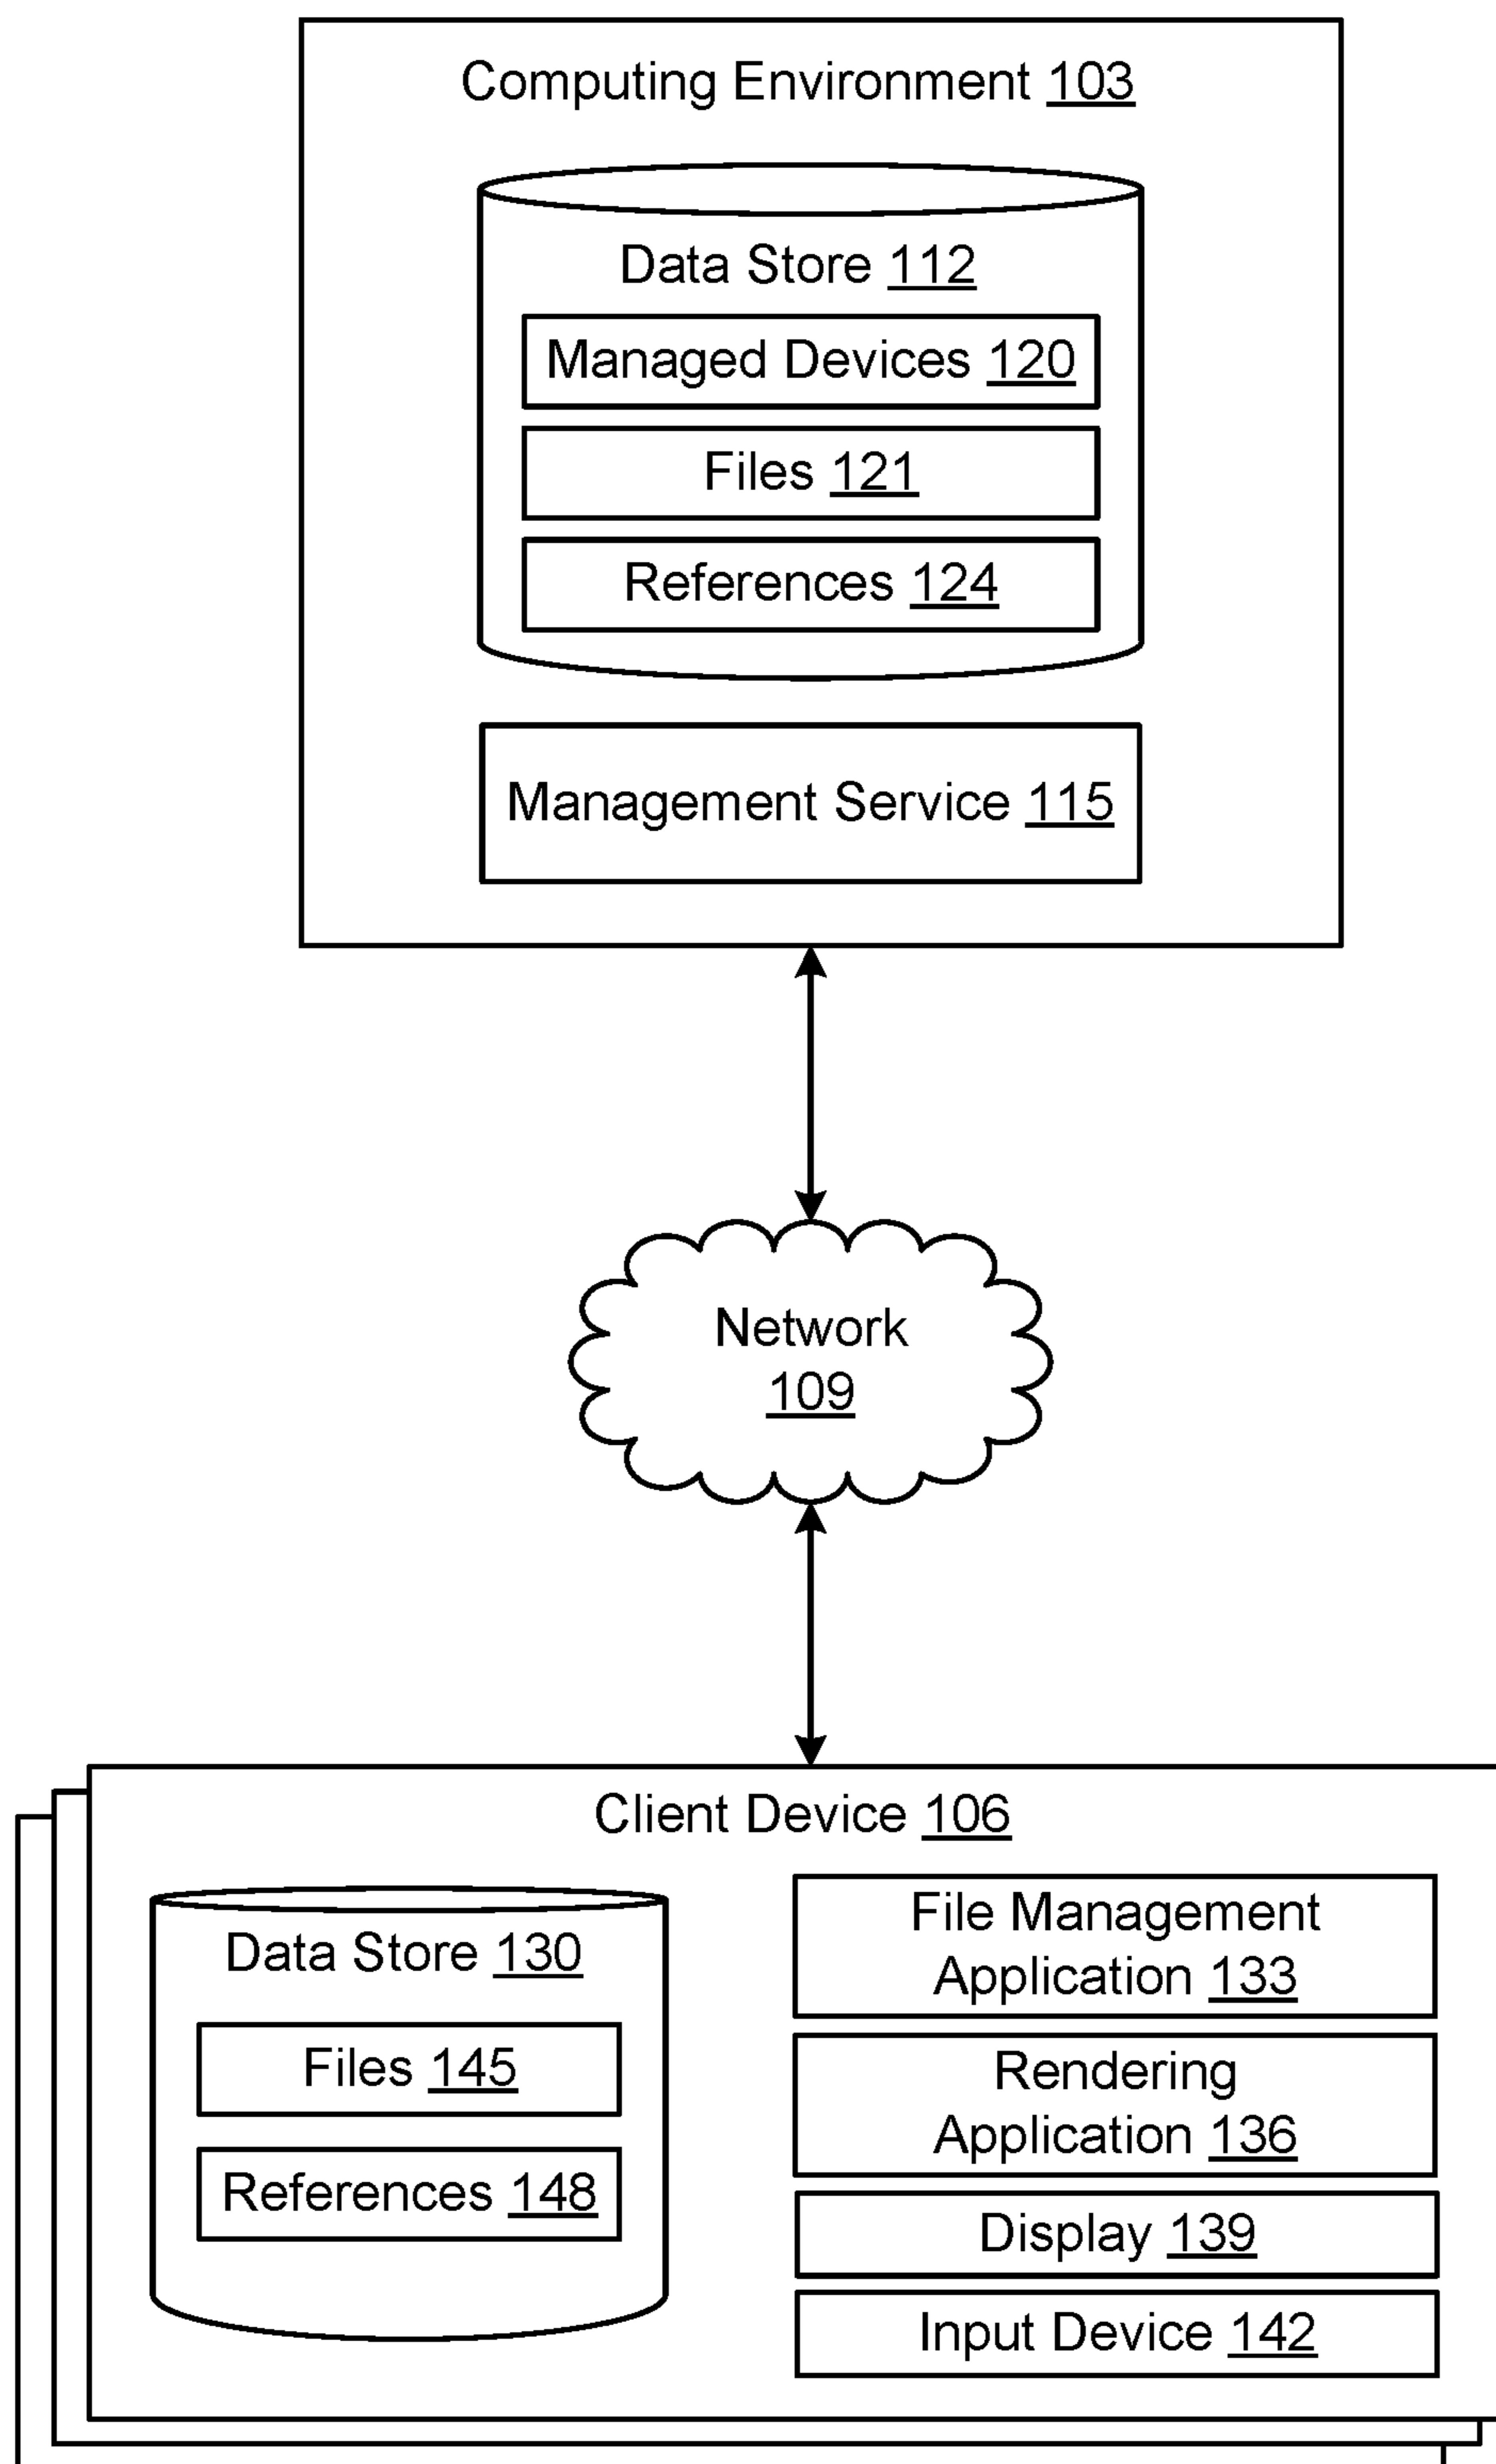 Computing Environment 103
Data Store 112
Managed Devices 120
Files 121
References 124
Management Service 115
Network
109
Client Device 106
Data Store 130
Files 145
References 148
File Management
Application 133
Rendering
Application 136
Display 139
Input Device 142